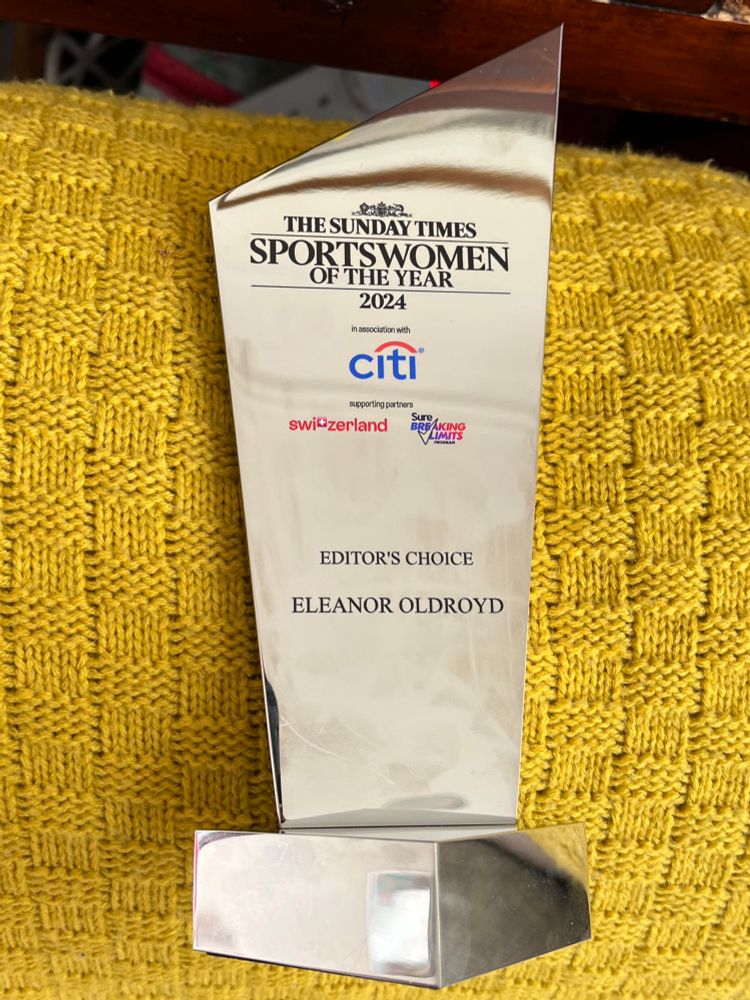 THE SUNDAY TIMES
SPORTSWOMEN
OF THE YEAR
2024
in association with
citi®
supporting partners
switzerland
Sure
BREAKING
LIMITS
PROGRAM
EDITOR'S CHOICE
ELEANOR OLDROYD